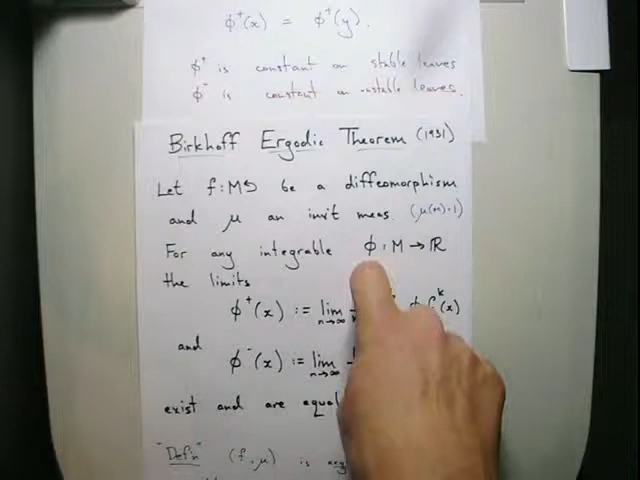 ϕ⁺(x) = ϕ⁺(y).
ϕ⁺ is constant on stable leaves
ϕ⁻ is constant on unstable leaves.
Birkhoff Ergodic Theorem (1931)
Let f: M↺ be a diffeomorphism
and μ an inv't meas. (μ(M)=1)
For any integrable ϕ: M → ℝ
the limits
ϕ⁺(x) := lim n→∞
and
ϕ⁻(x) := lim n→∞
exist and are equal
"Defn" (f, μ) is